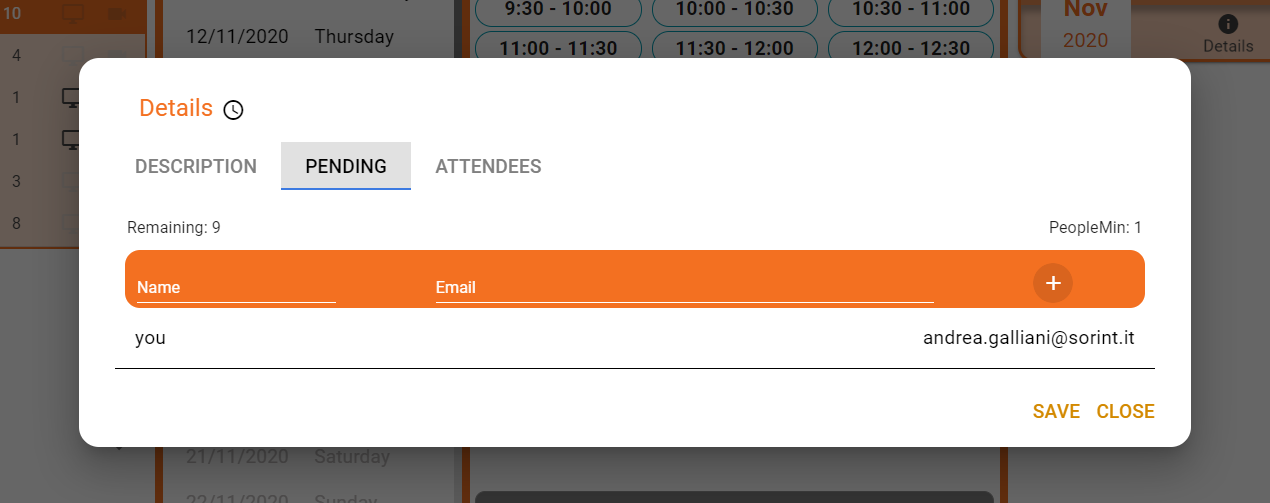 10
4
1
1
3
8
12/11/2020 Thursday
9:30 - 10:00 10:00 - 10:30 10:30 - 11:00
11:00 - 11:30 11:30 - 12:00 12:00 - 12:30
Nov
2020
Details
Details
DESCRIPTION PENDING ATTENDEES
Remaining: 9 PeopleMin: 1
Name Email +
you andrea.galliani@sorint.it
SAVE CLOSE
21/11/2020 Saturday
22/11/2020 Sunday